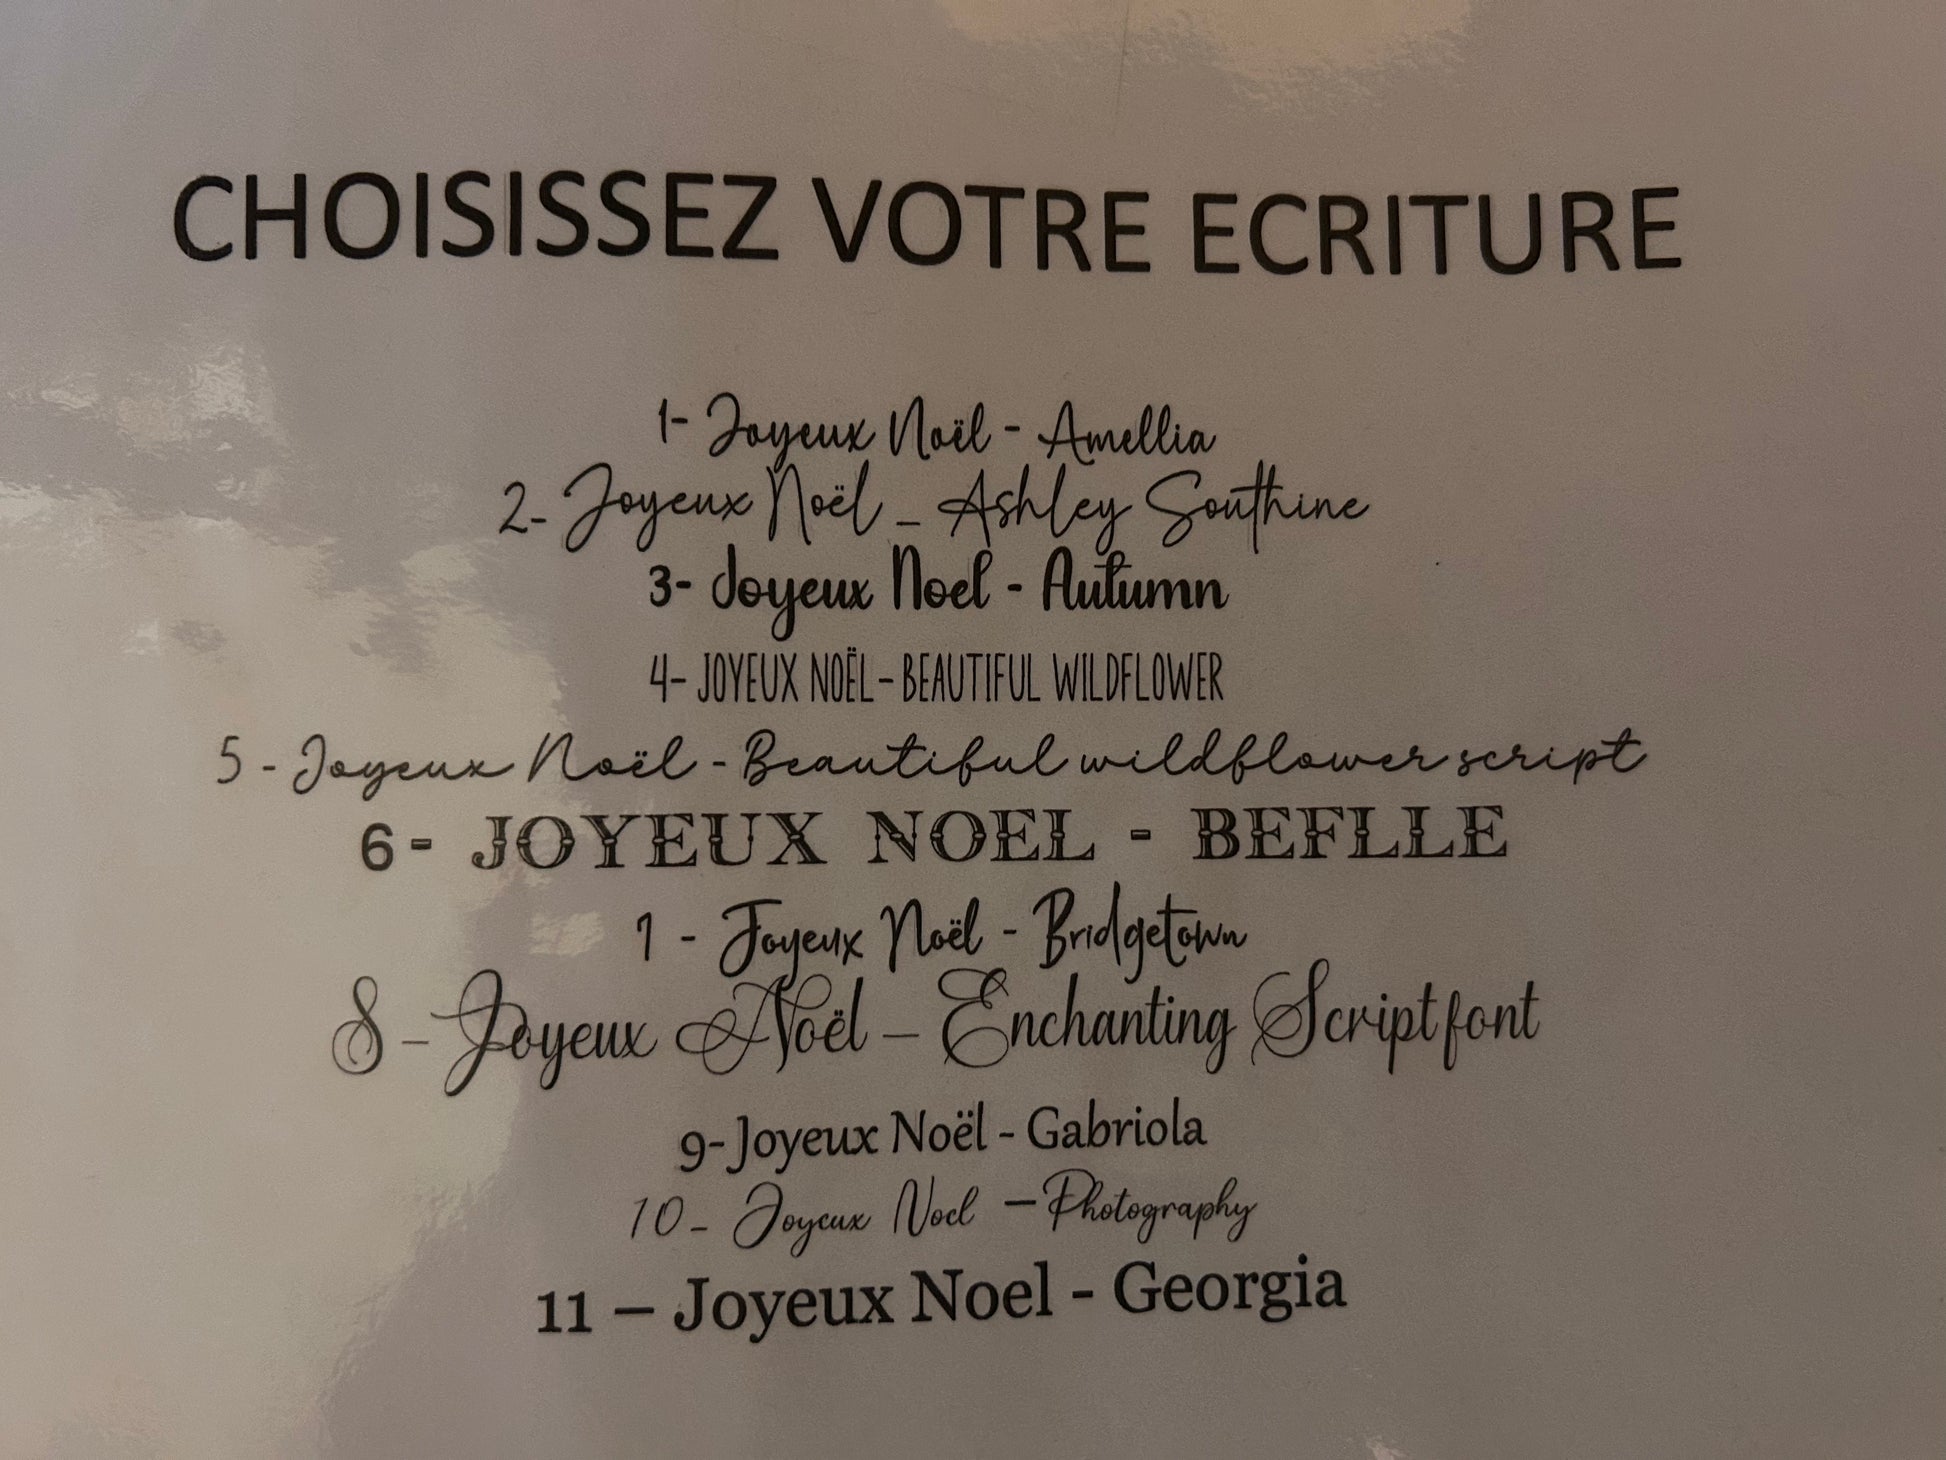 CHOISISSEZ VOTRE ECRITURE
1- Joyeux Noël - Amellia
2- Joyeux Noël - Ashley Southine
3- Joyeux Noel - Autumn
4- JOYEUX NOËL - BEAUTIFUL WILDFLOWER
5 - Joyeux Noël - Beautiful wildflower script
6 - JOYEUX NOEL - BEFLLE
7 - Joyeux Noël - Bridgetown
8 - Joyeux Noël - Enchanting Script font
9- Joyeux Noël - Gabriola
10- Joyeux Noel - Photography
11 – Joyeux Noel - Georgia